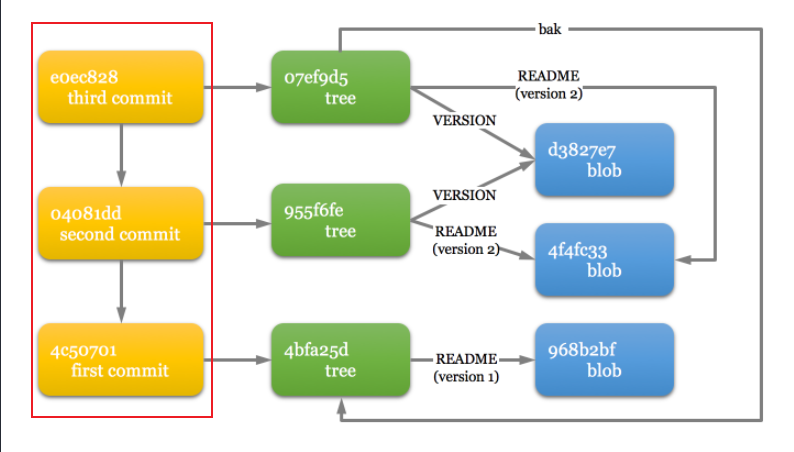 bak
e0ec828
third commit
07ef9d5
tree
README
(version 2)
VERSION
d3827e7
blob
04081dd
second commit
955f6fe
tree
VERSION
README
(version 2)
4f4fc33
blob
4c50701
first commit
4bfa25d
tree
README
(version 1)
968b2bf
blob